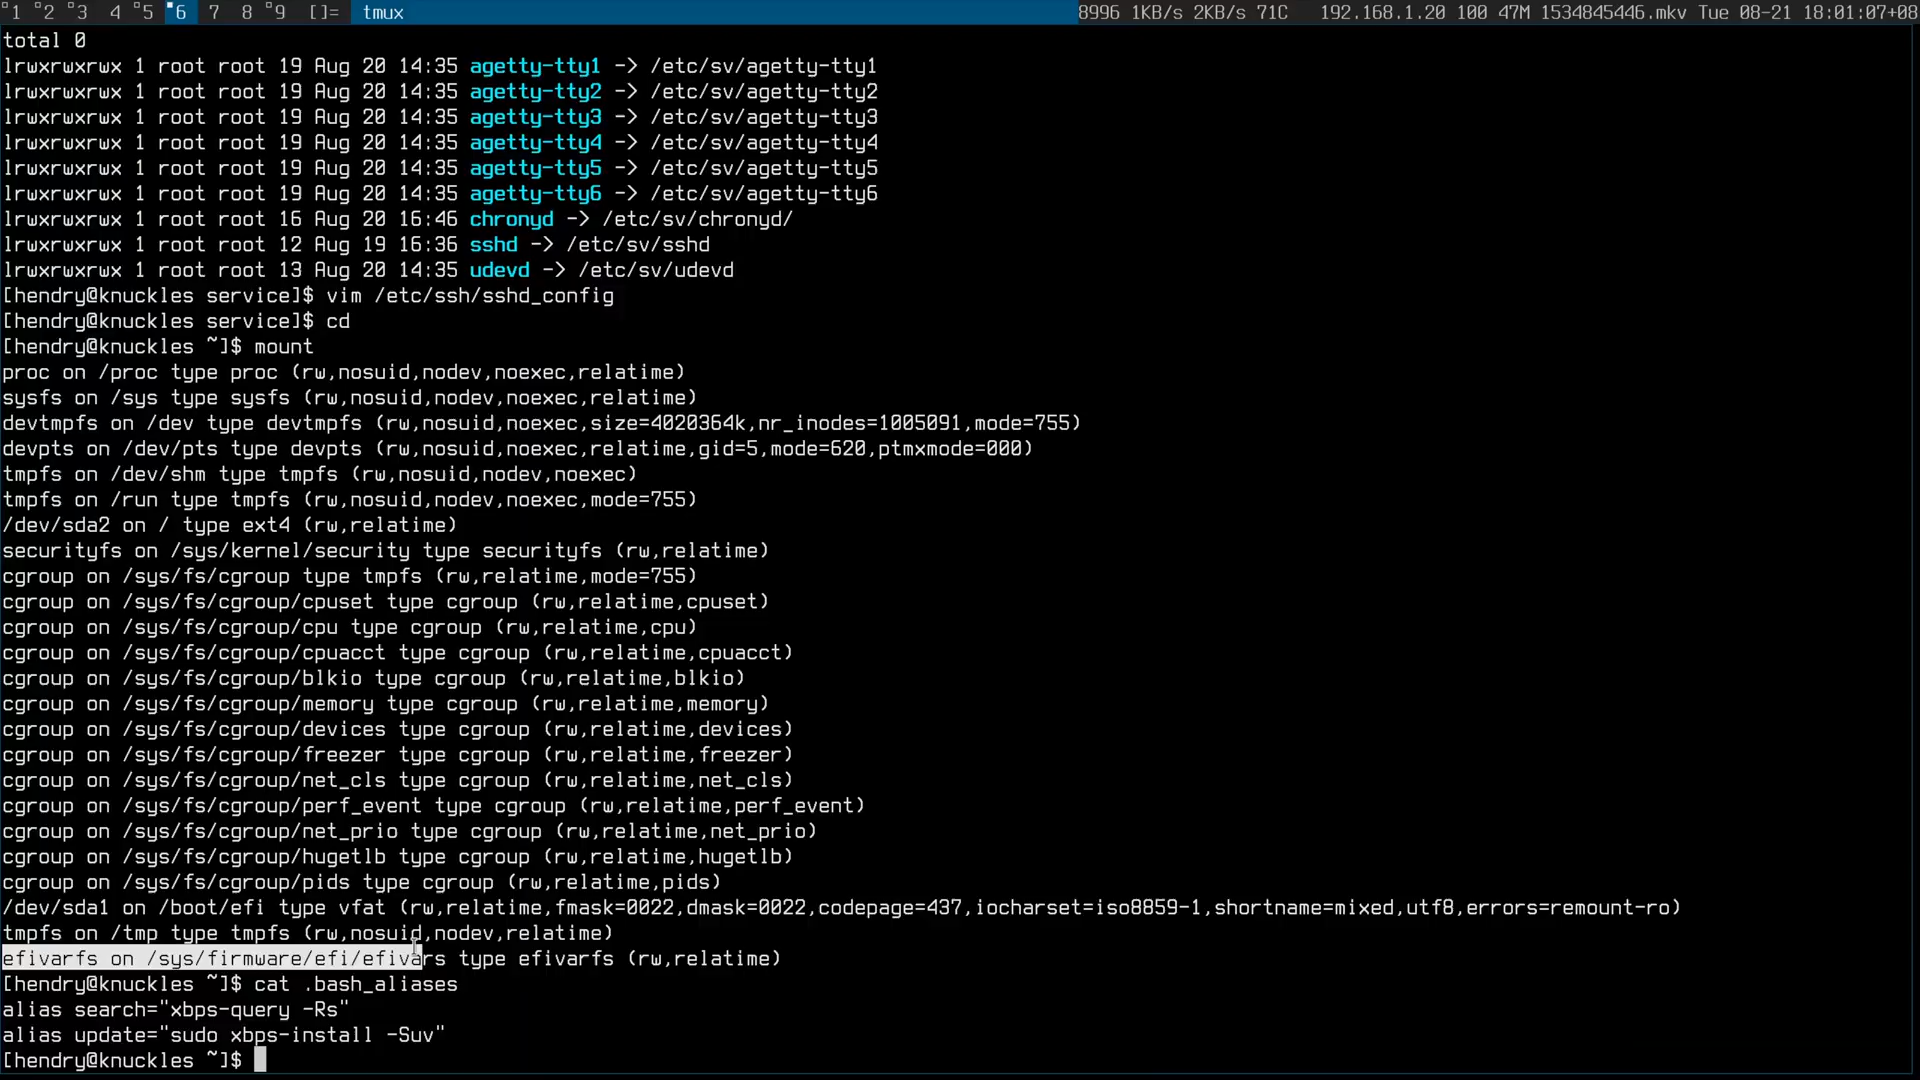 1 2 3 4 5 6 7 8 9 []= tmux 8996 1KB/s 2KB/s 71C 192.168.1.20 100 47M 1534845446.mkv Tue 08-21 18:01:07+08
total 0
lrwxrwxrwx 1 root root 19 Aug 20 14:35 agetty-tty1 -> /etc/sv/agetty-tty1
lrwxrwxrwx 1 root root 19 Aug 20 14:35 agetty-tty2 -> /etc/sv/agetty-tty2
lrwxrwxrwx 1 root root 19 Aug 20 14:35 agetty-tty3 -> /etc/sv/agetty-tty3
lrwxrwxrwx 1 root root 19 Aug 20 14:35 agetty-tty4 -> /etc/sv/agetty-tty4
lrwxrwxrwx 1 root root 19 Aug 20 14:35 agetty-tty5 -> /etc/sv/agetty-tty5
lrwxrwxrwx 1 root root 19 Aug 20 14:35 agetty-tty6 -> /etc/sv/agetty-tty6
lrwxrwxrwx 1 root root 16 Aug 20 16:46 chronyd -> /etc/sv/chronyd/
lrwxrwxrwx 1 root root 12 Aug 19 16:36 sshd -> /etc/sv/sshd
lrwxrwxrwx 1 root root 13 Aug 20 14:35 udevd -> /etc/sv/udevd
[hendry@knuckles service]$ vim /etc/ssh/sshd_config
[hendry@knuckles service]$ cd
[hendry@knuckles ~]$ mount
proc on /proc type proc (rw,nosuid,nodev,noexec,relatime)
sysfs on /sys type sysfs (rw,nosuid,nodev,noexec,relatime)
devtmpfs on /dev type devtmpfs (rw,nosuid,noexec,size=4020364k,nr_inodes=1005091,mode=755)
devpts on /dev/pts type devpts (rw,nosuid,noexec,relatime,gid=5,mode=620,ptmxmode=000)
tmpfs on /dev/shm type tmpfs (rw,nosuid,nodev,noexec)
tmpfs on /run type tmpfs (rw,nosuid,nodev,noexec,mode=755)
/dev/sda2 on / type ext4 (rw,relatime)
securityfs on /sys/kernel/security type securityfs (rw,relatime)
cgroup on /sys/fs/cgroup type tmpfs (rw,relatime,mode=755)
cgroup on /sys/fs/cgroup/cpuset type cgroup (rw,relatime,cpuset)
cgroup on /sys/fs/cgroup/cpu type cgroup (rw,relatime,cpu)
cgroup on /sys/fs/cgroup/cpuacct type cgroup (rw,relatime,cpuacct)
cgroup on /sys/fs/cgroup/blkio type cgroup (rw,relatime,blkio)
cgroup on /sys/fs/cgroup/memory type cgroup (rw,relatime,memory)
cgroup on /sys/fs/cgroup/devices type cgroup (rw,relatime,devices)
cgroup on /sys/fs/cgroup/freezer type cgroup (rw,relatime,freezer)
cgroup on /sys/fs/cgroup/net_cls type cgroup (rw,relatime,net_cls)
cgroup on /sys/fs/cgroup/perf_event type cgroup (rw,relatime,perf_event)
cgroup on /sys/fs/cgroup/net_prio type cgroup (rw,relatime,net_prio)
cgroup on /sys/fs/cgroup/hugetlb type cgroup (rw,relatime,hugetlb)
cgroup on /sys/fs/cgroup/pids type cgroup (rw,relatime,pids)
/dev/sda1 on /boot/efi type vfat (rw,relatime,fmask=0022,dmask=0022,codepage=437,iocharset=iso8859-1,shortname=mixed,utf8,errors=remount-ro)
tmpfs on /tmp type tmpfs (rw,nosuid,nodev,relatime)
efivarfs on /sys/firmware/efi/efivars type efivarfs (rw,relatime)
[hendry@knuckles ~]$ cat .bash_aliases
alias search="xbps-query -Rs"
alias update="sudo xbps-install -Suv"
[hendry@knuckles ~]$